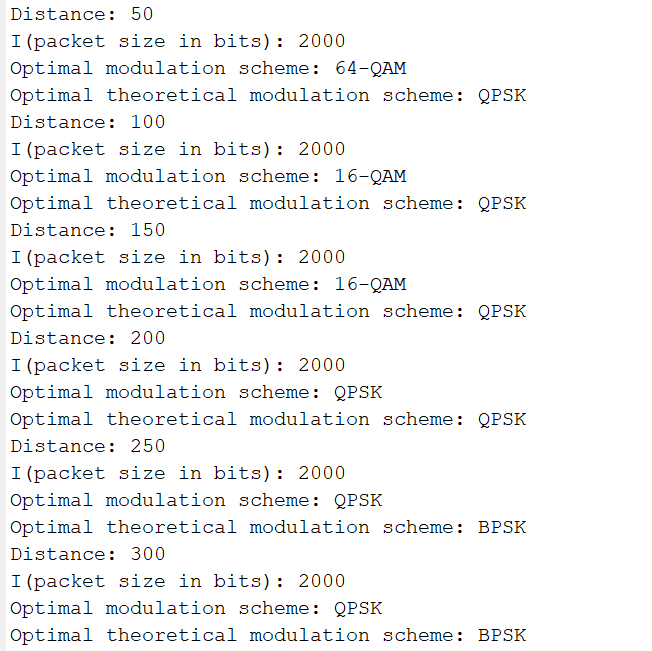 Distance: 50
I(packet size in bits): 2000
Optimal modulation scheme: 64-QAM
Optimal theoretical modulation scheme: QPSK
Distance: 100
I(packet size in bits): 2000
Optimal modulation scheme: 16-QAM
Optimal theoretical modulation scheme: QPSK
Distance: 150
I(packet size in bits): 2000
Optimal modulation scheme: 16-QAM
Optimal theoretical modulation scheme: QPSK
Distance: 200
I(packet size in bits): 2000
Optimal modulation scheme: QPSK
Optimal theoretical modulation scheme: QPSK
Distance: 250
I(packet size in bits): 2000
Optimal modulation scheme: QPSK
Optimal theoretical modulation scheme: BPSK
Distance: 300
I(packet size in bits): 2000
Optimal modulation scheme: QPSK
Optimal theoretical modulation scheme: BPSK